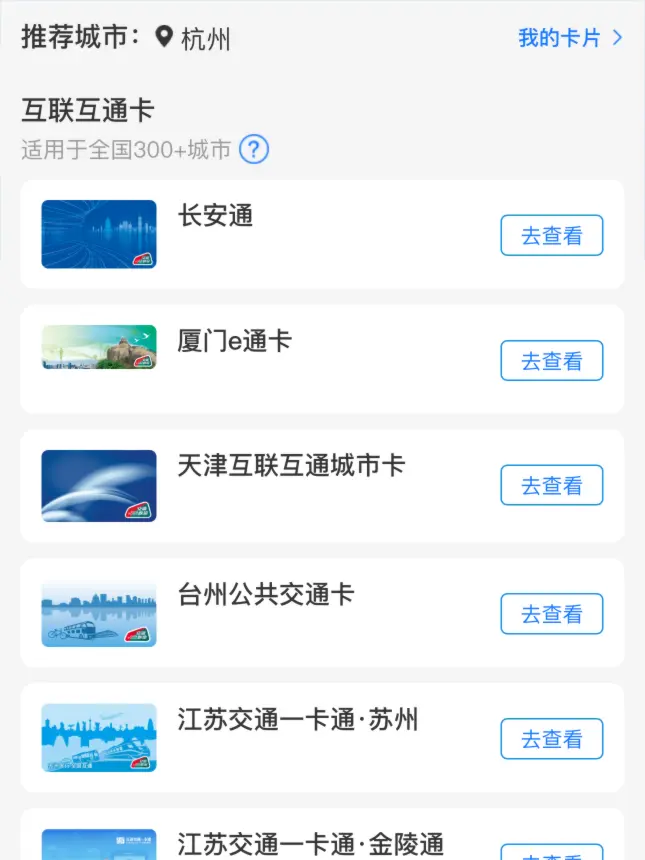 推荐城市： 杭州
我的卡片
互联互通卡
适用于全国300+城市 ?
长安通
去查看
厦门e通卡
去查看
天津互联互通城市卡
去查看
台州公共交通卡
去查看
江苏交通一卡通·苏州
去查看
江苏交通一卡通·金陵通
去查看